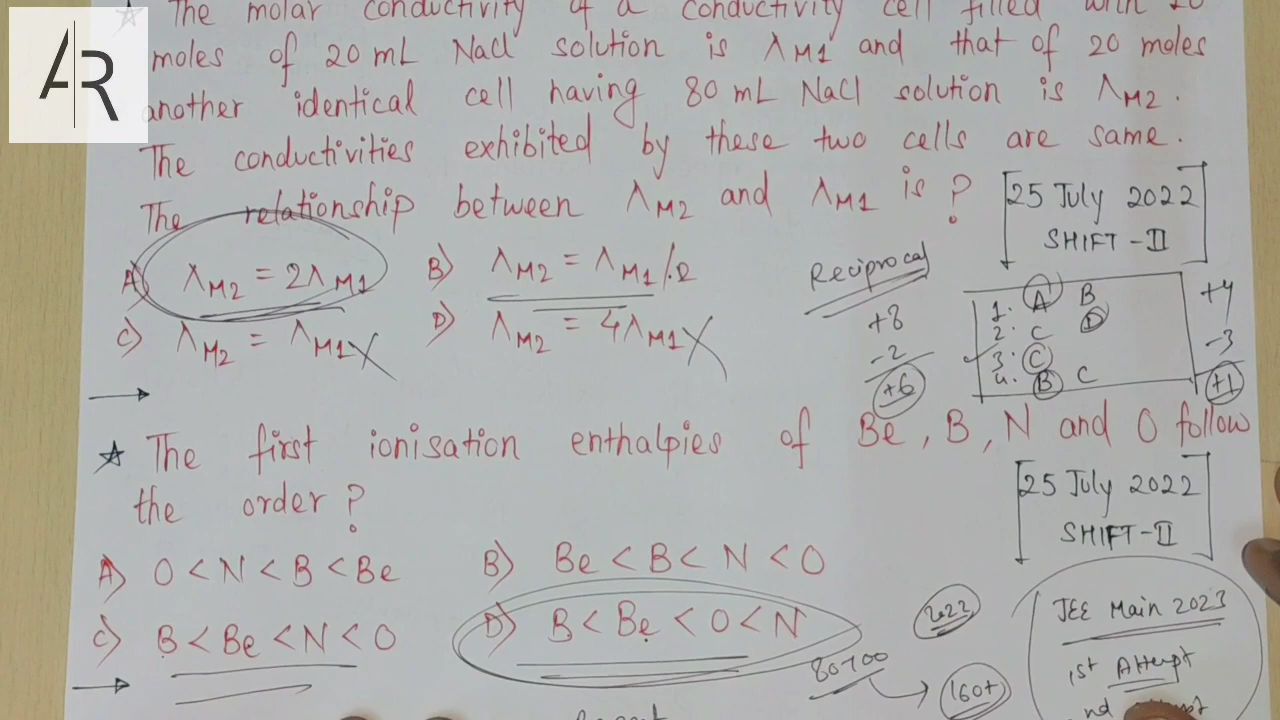 The molar conductivity of a conductivity cell filled with 10
moles of 20 mL NaCl solution is ΛM1 and that of 20 moles
another identical cell having 80 mL NaCl solution is ΛM2.
The conductivities exhibited by these two cells are same.
The relationship between ΛM2 and ΛM1 is ?
[25 July 2022
SHIFT - II]
A) ΛM2 = 2ΛM1
B) ΛM2 = ΛM1/2
C) ΛM2 = ΛM1
D) ΛM2 = 4ΛM1
Reciprocal
+8
-2
+6
1. A B
2. C D
3. C
4. B C
+4
-3
+1
The first ionisation enthalpies of Be, B, N and O follow
the order ?
[25 July 2022
SHIFT - II]
A) O < N < B < Be
B) Be < B < N < O
C) B < Be < N < O
D) B < Be < O < N
2022
80-100
160+
JEE Main 2023
1st Attempt
AR